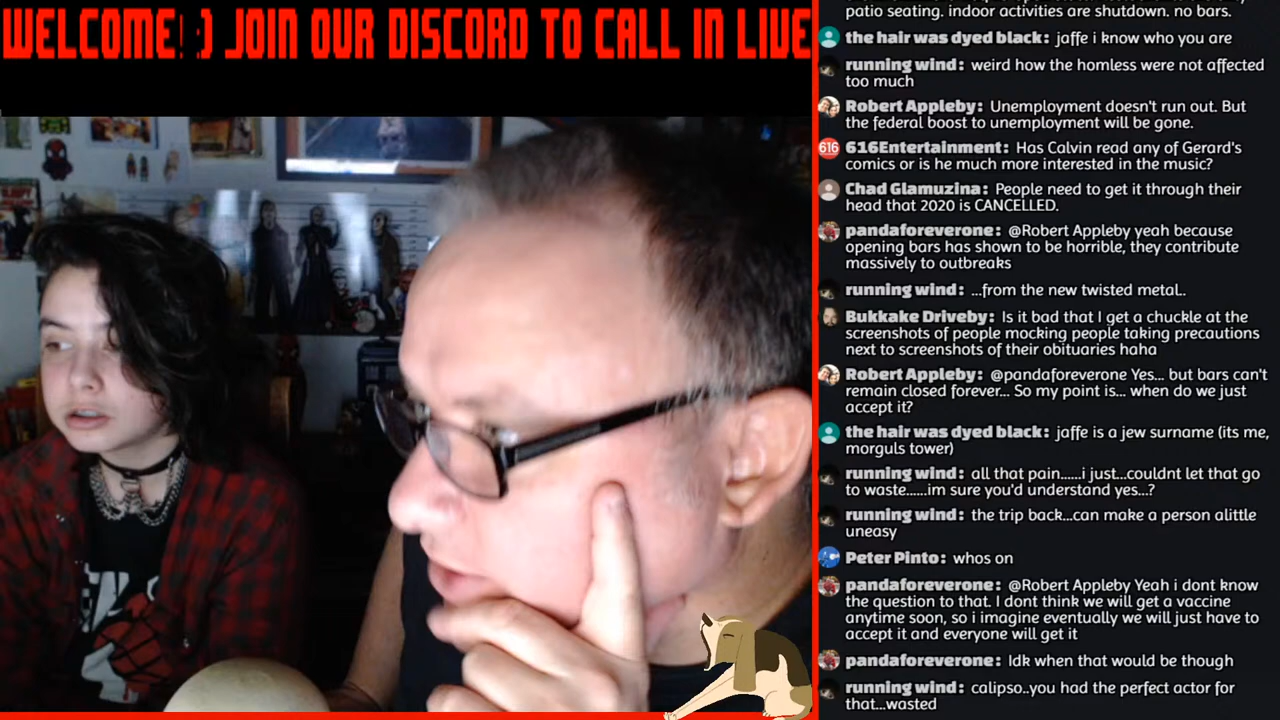 WELCOME! :) JOIN OUR DISCORD TO CALL IN LIVE
patio seating. indoor activities are shutdown. no bars.
the hair was dyed black: jaffe i know who you are
running wind: weird how the homless were not affected
too much
Robert Appleby: Unemployment doesn't run out. But
the federal boost to unemployment will be gone.
616
616Entertainment: Has Calvin read any of Gerard's
comics or is he much more interested in the music?
Chad Glamuzina: People need to get it through their
head that 2020 is CANCELLED.
pandaforeverone: @Robert Appleby yeah because
opening bars has shown to be horrible, they contribute
massively to outbreaks
running wind: ...from the new twisted metal..
Bukkake Driveby: Is it bad that I get a chuckle at the
screenshots of people mocking people taking precautions
next to screenshots of their obituaries haha
Robert Appleby: @pandaforeverone Yes... but bars can't
remain closed forever... So my point is... when do we just
accept it?
the hair was dyed black: jaffe is a jew surname (its me,
morguls tower)
running wind: all that pain......i just...couldnt let that go
to waste......im sure you'd understand yes...?
running wind: the trip back...can make a person alittle
uneasy
Peter Pinto: whos on
pandaforeverone: @Robert Appleby Yeah i dont know
the question to that. I dont think we will get a vaccine
anytime soon, so i imagine eventually we will just have to
accept it and everyone will get it
pandaforeverone: Idk when that would be though
running wind: calipso..you had the perfect actor for
that...wasted